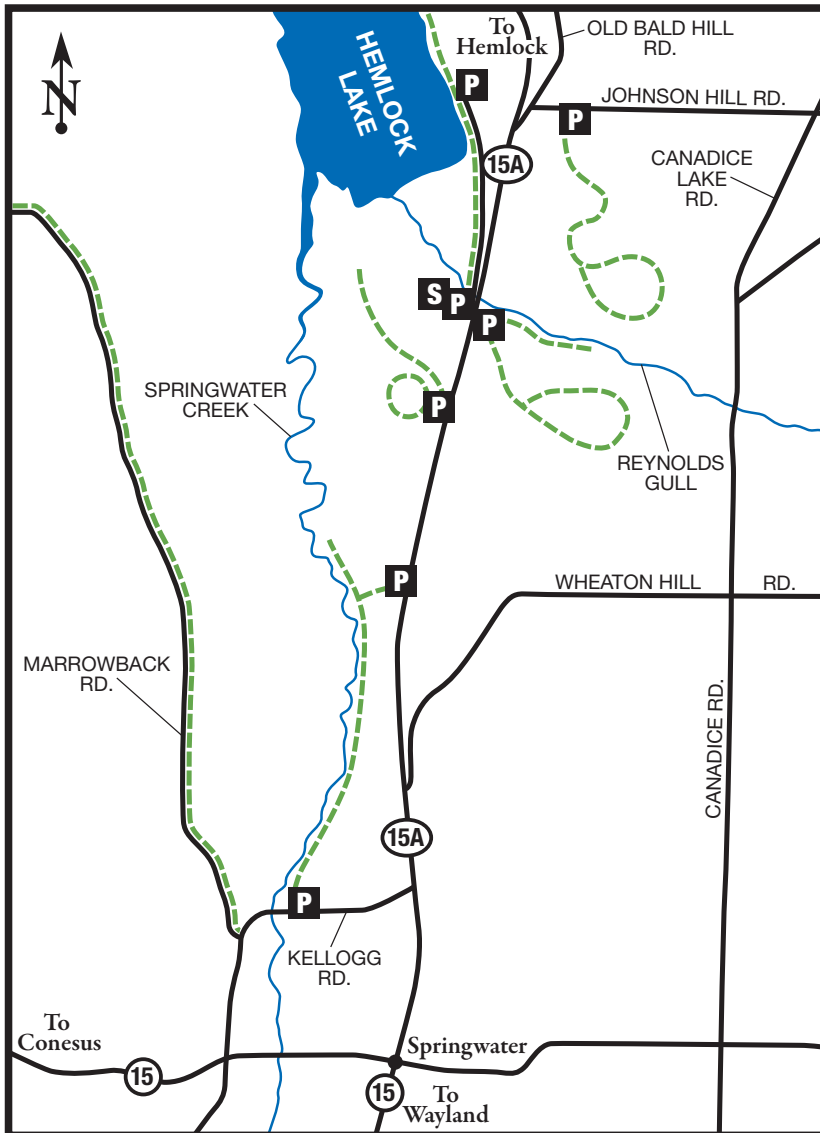 To
Hemlock
OLD BALD HILL
RD.
N
HEMLOCK
LAKE
P
JOHNSON HILL RD.
P
15A
CANADICE
LAKE
RD.
S
P
P
SPRINGWATER
CREEK
P
REYNOLDS
GULL
P
WHEATON HILL RD.
MARROWBACK
RD.
CANADICE RD.
15A
P
KELLOGG
RD.
To
Conesus
Springwater
15
15
To
Wayland